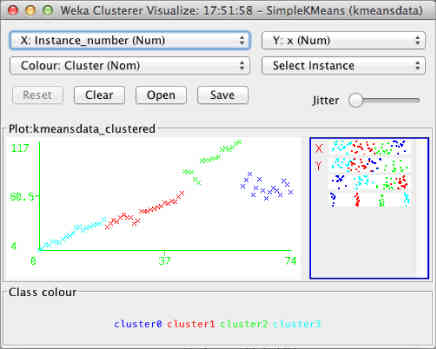 Weka Clusterer Visualize: 17:51:58 - SimpleKMeans (kmeansdata)
X: Instance_number (Num) Y: x (Num)
Colour: Cluster (Nom) Select Instance
Reset Clear Open Save Jitter
Plot:kmeansdata_clustered
117
60.5
4
0 37 74
X
Y
Class colour
cluster0 cluster1 cluster2 cluster3